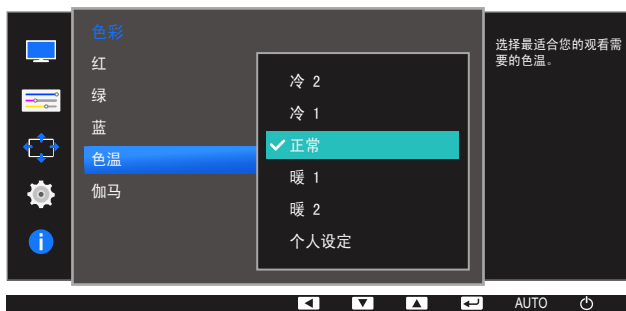 色彩
红
绿
蓝
色温
伽马
冷 2
冷 1
正常
暖 1
暖 2
个人设定
选择最适合您的观看需
要的色温。
AUTO